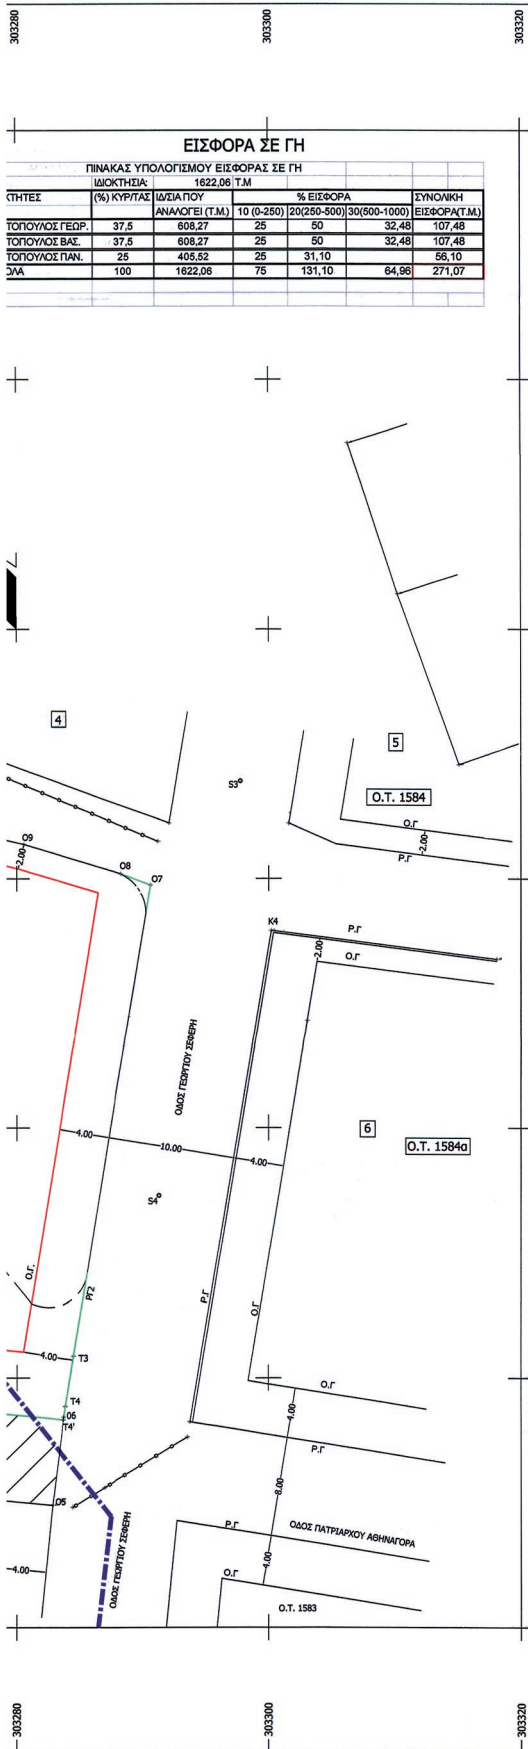 303280 303300 303320
ΕΙΣΦΟΡΑ ΣΕ ΓΗ
ΠΙΝΑΚΑΣ ΥΠΟΛΟΓΙΣΜΟΥ ΕΙΣΦΟΡΑΣ ΣΕ ΓΗ
ΙΔΙΟΚΤΗΣΙΑ: 1622,06 Τ.Μ
ΚΤΗΤΕΣ (%) ΚΥΡ/ΤΑΣ ΙΔ/ΣΙΑ ΠΟΥ % ΕΙΣΦΟΡΑ ΣΥΝΟΛΙΚΗ
ΑΝΑΛΟΓΕΙ (Τ.Μ.) 10 (0-250) 20(250-500) 30(500-1000) ΕΙΣΦΟΡΑ(Τ.Μ.)
ΤΟΠΟΥΛΟΣ ΓΕΩΡ. 37,5 608,27 25 50 32,48 107,48
ΤΟΠΟΥΛΟΣ ΒΑΣ. 37,5 608,27 25 50 32,48 107,48
ΤΟΠΟΥΛΟΣ ΠΑΝ. 25 405,52 25 31,10 56,10
ΟΛΑ 100 1622,06 75 131,10 64,96 271,07
4
5
S3
Ο.Τ. 1584
Ο.Γ
-2.00-
Ρ.Γ
O9
-2.00-
O8
O7
K4
Ρ.Γ
-2.00-
Ο.Γ
ΟΔΟΣ ΓΕΩΡΓΙΟΥ ΣΕΦΕΡΗ
6
Ο.Τ. 1584α
-4.00-
-10.00-
-4.00-
S4
Ο.Γ.
ΡΓ2
Ρ.Γ
Ο.Γ
-4.00-
T3
Ο.Γ
T4
O6
T4'
-4.00-
Ρ.Γ
-8.00-
O5
ΟΔΟΣ ΓΕΩΡΓΙΟΥ ΣΕΦΕΡΗ
Ρ.Γ
ΟΔΟΣ ΠΑΤΡΙΑΡΧΟΥ ΑΘΗΝΑΓΟΡΑ
-4.00-
-4.00-
Ο.Γ
Ο.Τ. 1583
303280 303300 303320